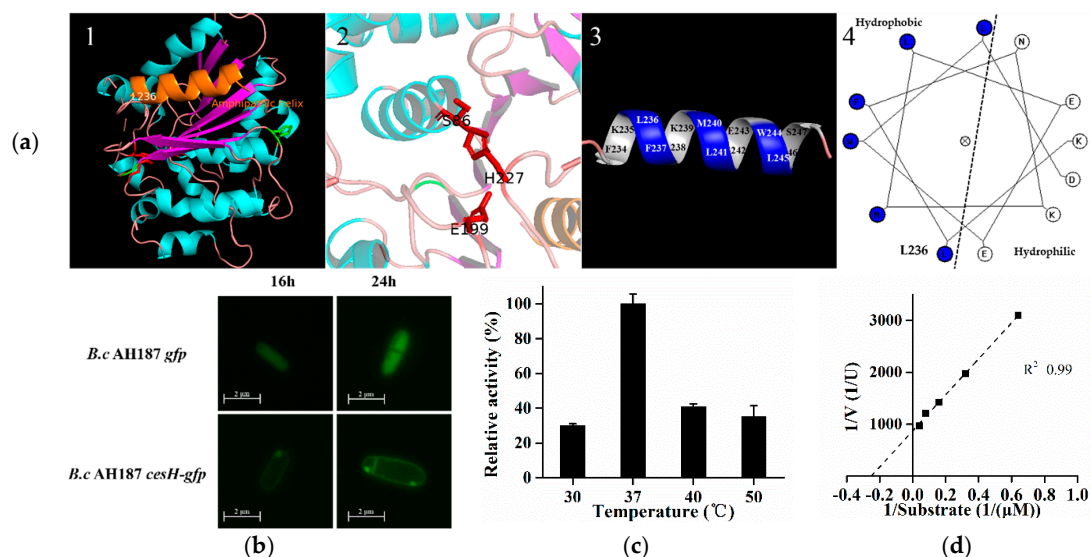 (a)
1
L236
Amphipathic helix
2
S86
H227
E199
3
K235 L236 K239 M240 E243 W244 S247
F234 F237 238 L241 242 L245 46
4
Hydrophobic
L
L
N
E
K
D
K
E
L
L236
Hydrophilic
16h 24h
B.c AH187 gfp
2 μm 2 μm
B.c AH187 cesH-gfp
2 μm 2 μm
(b)
Relative activity (%)
100
80
60
40
20
0
30 37 40 50
Temperature (℃)
(c)
1/V (1/U)
3000
2000
1000
R² 0.99
-0.4 -0.2 0.0 0.2 0.4 0.6 0.8 1.0
1/Substrate (1/(μM))
(d)